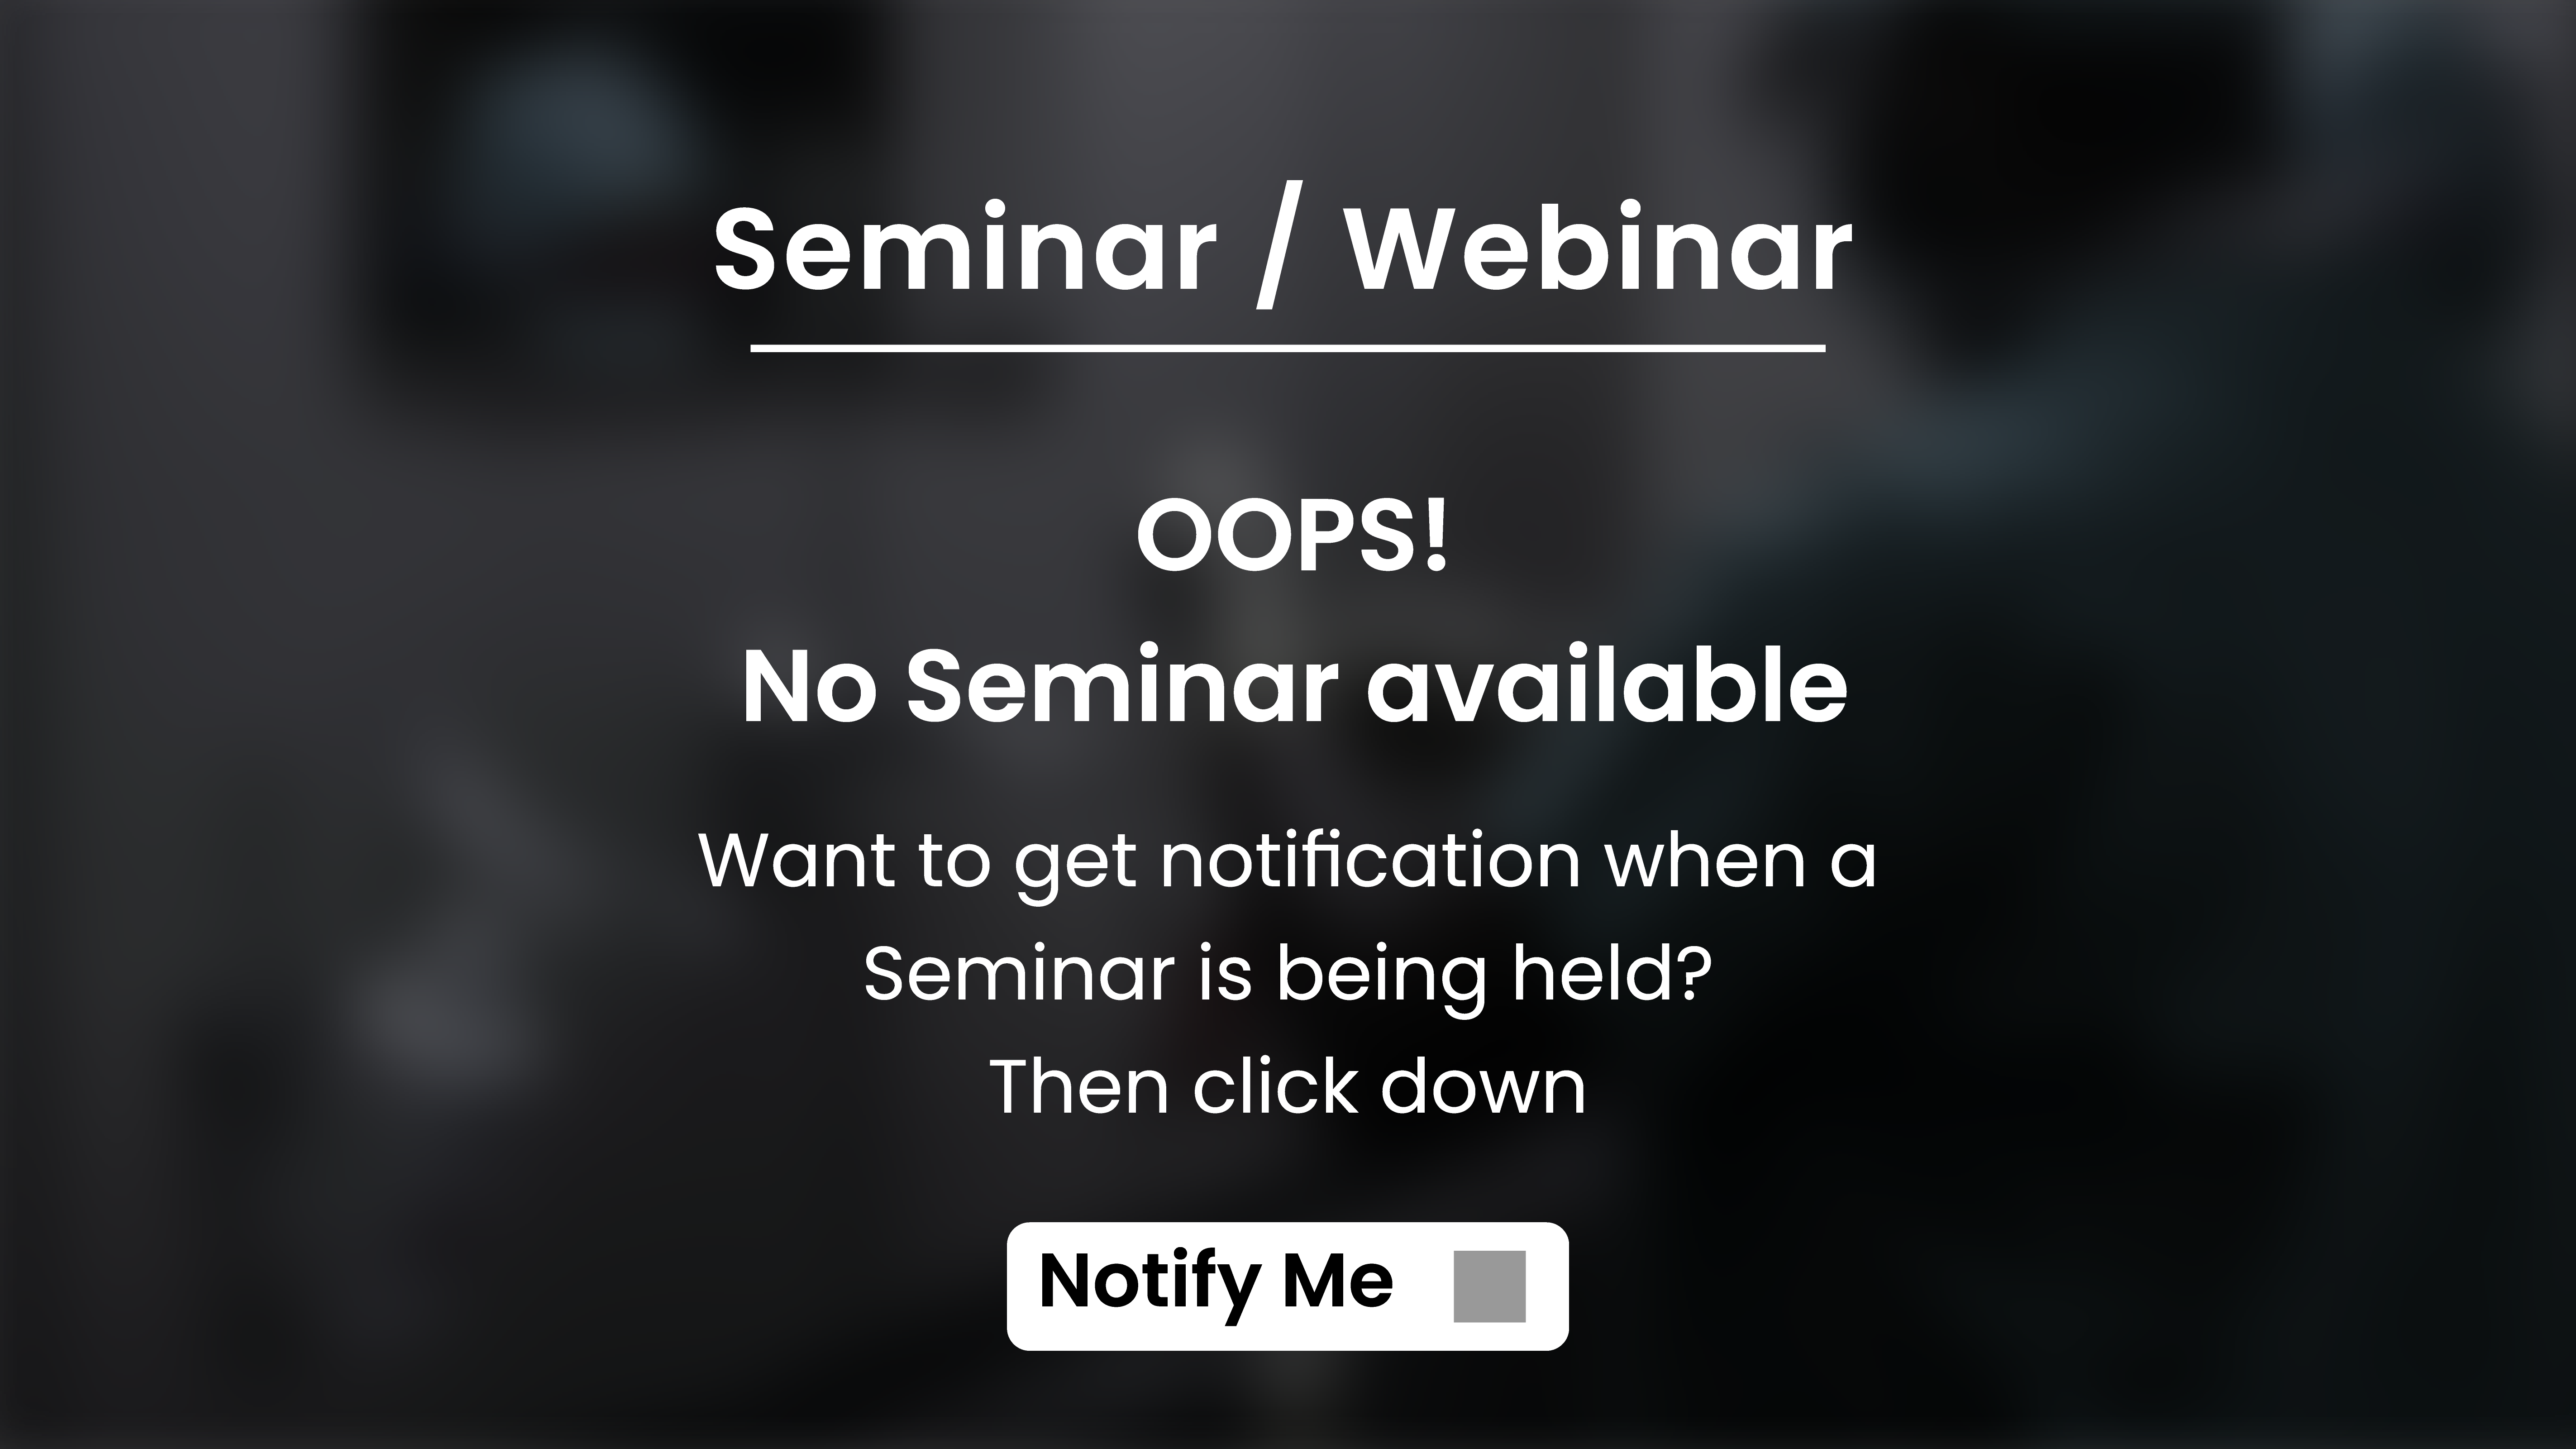 Seminar / Webinar
OOPS!
No Seminar available
Want to get notification when a
Seminar is being held?
Then click down
Notify Me